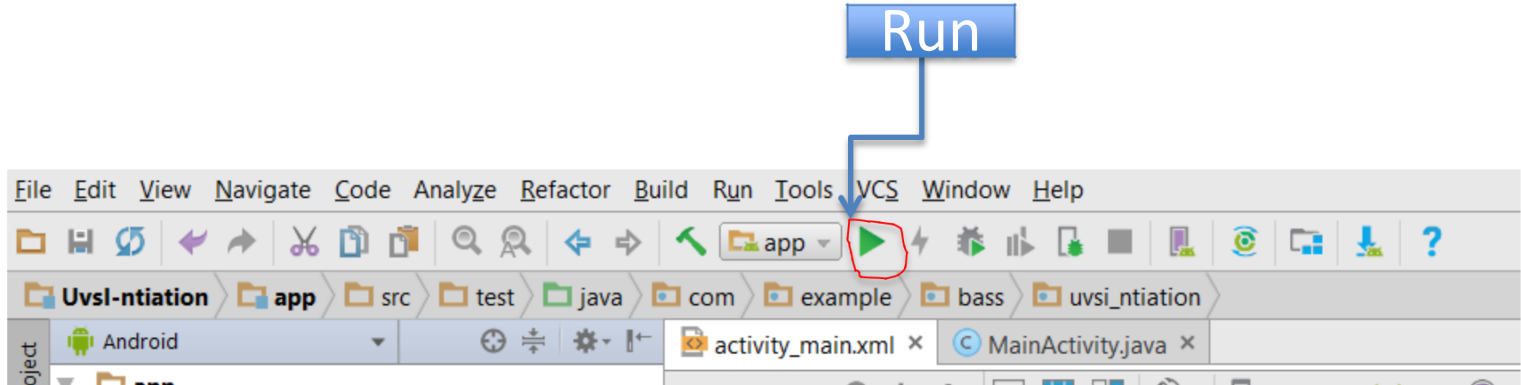 Run
File Edit View Navigate Code Analyze Refactor Build Run Tools VCS Window Help
app
Uvsl-ntiation app src test java com example bass uvsi_ntiation
Android activity_main.xml MainActivity.java
app